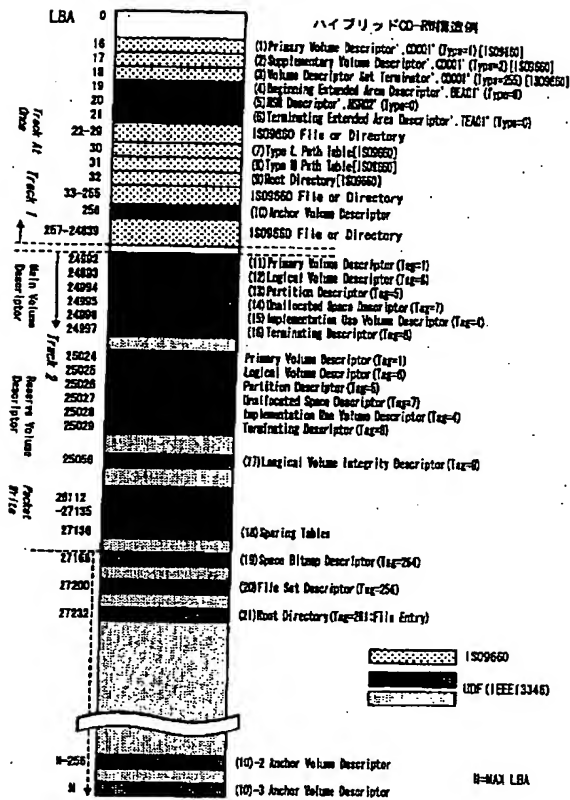 ハイブリッドCD-RW構造例
LBA 0
16 (1)Primary Volume Descriptor'.CD001'(Type=1)[ISO9660]
17 (2)Supplementary Volume Descriptor'.CD001'(Type=2)[ISO9660]
18 (3)Volume Descriptor Set Terminator'.CD001'(Type=255)[ISO9660]
19 (4)Beginning Extended Area Descriptor'.BEA01'(Type=0)
20 (5)NSR Descriptor'.NSR02'(Type=0)
21 (6)Terminating Extended Area Descriptor'.TEA01'(Type=0)
22-29 ISO9660 File or Directory
30 (7)Type L Path Table[ISO9660]
31 (8)Type M Path Table[ISO9660]
32 (9)Root Directory[ISO9660]
33-255 ISO9660 File or Directory
256 (10)Anchor Volume Descriptor
257-24839 ISO9660 File or Directory
Track At Once
Track 1
24992 (11)Primary Volume Descriptor(Tag=1)
24993 (12)Logical Volume Descriptor(Tag=6)
24994 (13)Partition Descriptor(Tag=5)
24995 (14)Unallocated Space Descriptor(Tag=7)
24996 (15)Implementation Use Volume Descriptor(Tag=4)
24997 (16)Terminating Descriptor(Tag=8)
Main Volume Descriptor
Track 2
25024 Primary Volume Descriptor(Tag=1)
25025 Logical Volume Descriptor(Tag=6)
25026 Partition Descriptor(Tag=5)
25027 Unallocated Space Descriptor(Tag=7)
25028 Implementation Use Volume Descriptor(Tag=4)
25029 Terminating Descriptor(Tag=8)
Reserve Volume Descriptor
25056 (17)Logical Volume Integrity Descriptor(Tag=9)
26112
-27135
27136 (18)Sparing Tables
Packet Write
27168 (19)Space Bitmap Descriptor(Tag=264)
27200 (20)File Set Descriptor(Tag=256)
27232 (21)Root Directory(Tag=261:File Entry)
ISO9660
UDF(IEEE13346)
N-256 (10)-2 Anchor Volume Descriptor
N (10)-3 Anchor Volume Descriptor
N=MAX LBA